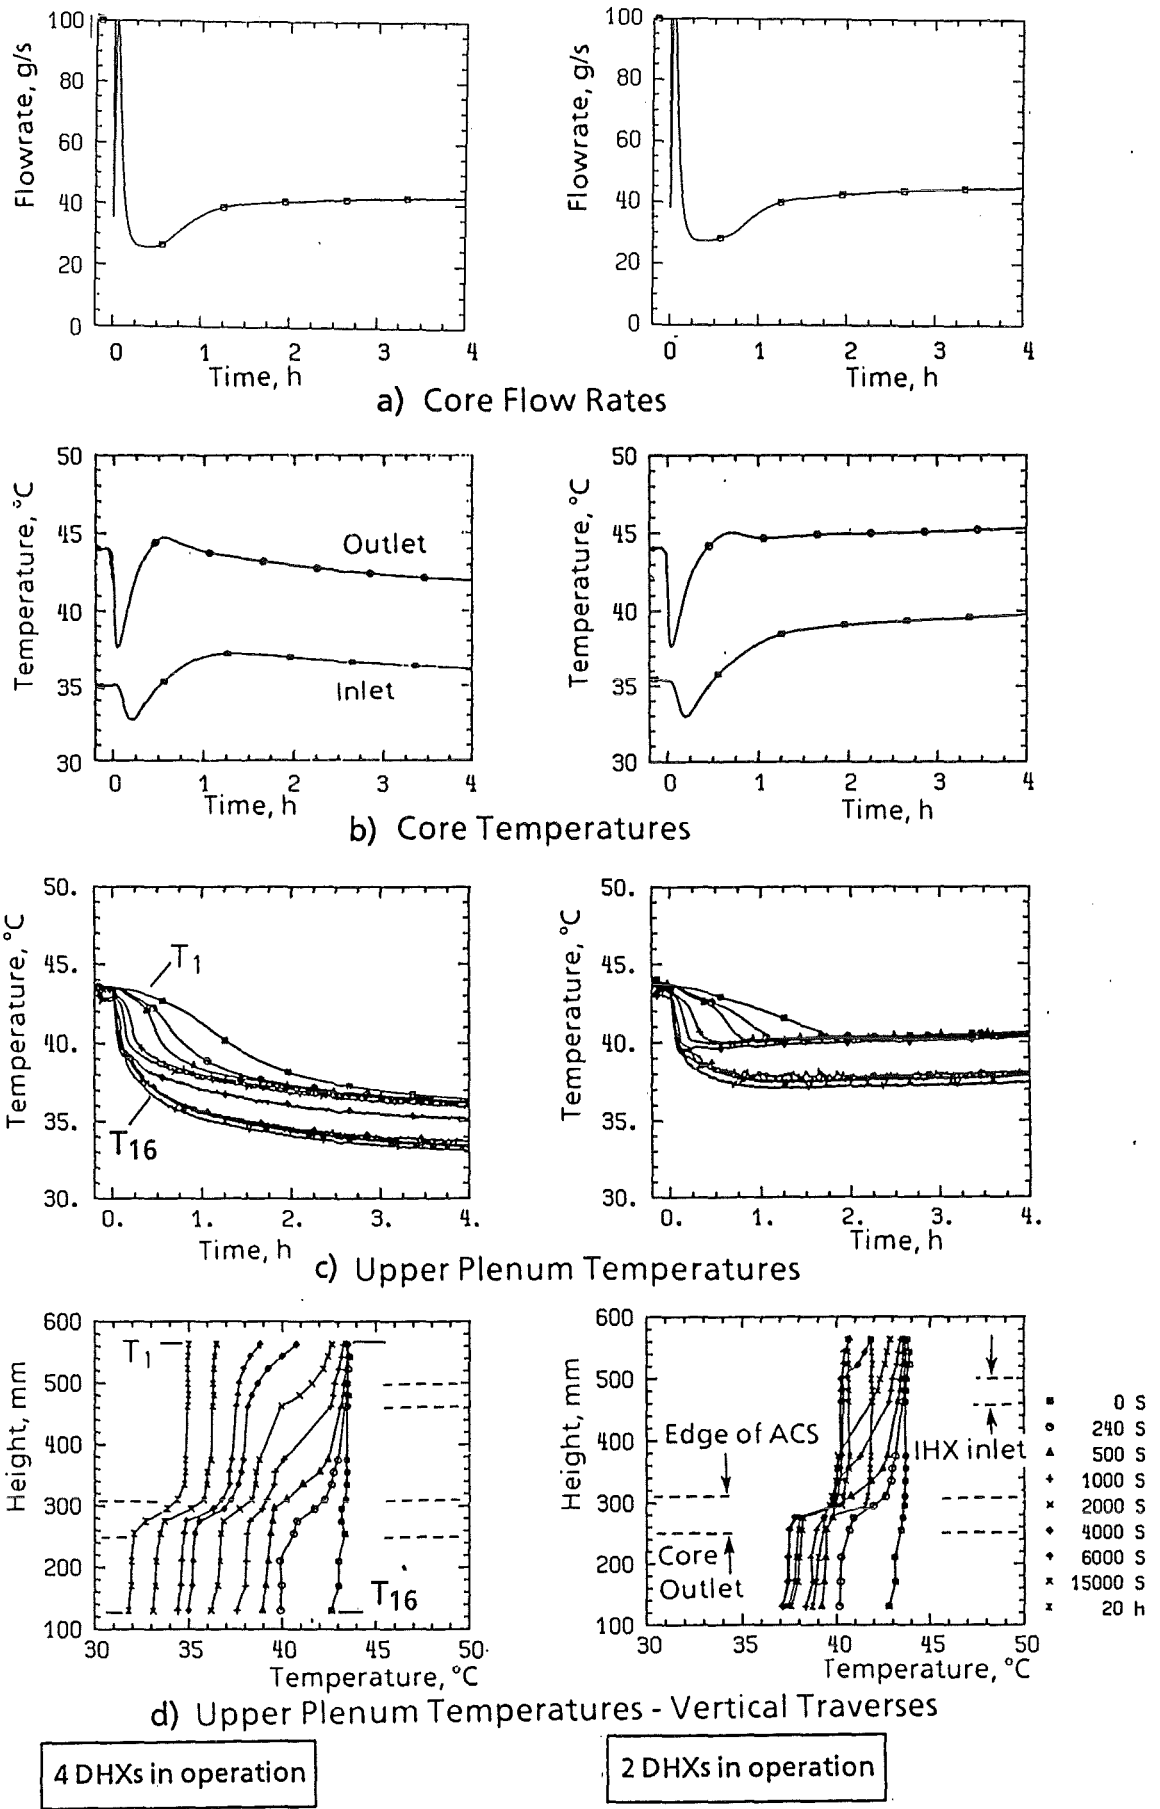 100
80
60
40
20
0
Flowrate, g/s
0 1 2 3 4
Time, h
100
80
60
40
20
0
Flowrate, g/s
0 1 2 3 4
Time, h
a) Core Flow Rates
50
45
40
35
30
Temperature, °C
Outlet
Inlet
0 1 2 3 4
Time, h
50
45
40
35
30
Temperature, °C
0 1 2 3 4
Time, h
b) Core Temperatures
50.
45.
40.
35.
30.
Temperature, °C
T1
T16
0. 1. 2. 3. 4.
Time, h
50.
45.
40.
35.
30.
Temperature, °C
0. 1. 2. 3. 4.
Time, h
c) Upper Plenum Temperatures
600
500
400
300
200
100
Height, mm
T1
T16
30 35 40 45 50
Temperature, °C
600
500
400
300
200
100
Height, mm
Edge of ACS
IHX inlet
Core
Outlet
30 35 40 45 50
Temperature, °C
0 S
240 S
500 S
1000 S
2000 S
4000 S
6000 S
15000 S
20 h
d) Upper Plenum Temperatures - Vertical Traverses
4 DHXs in operation
2 DHXs in operation